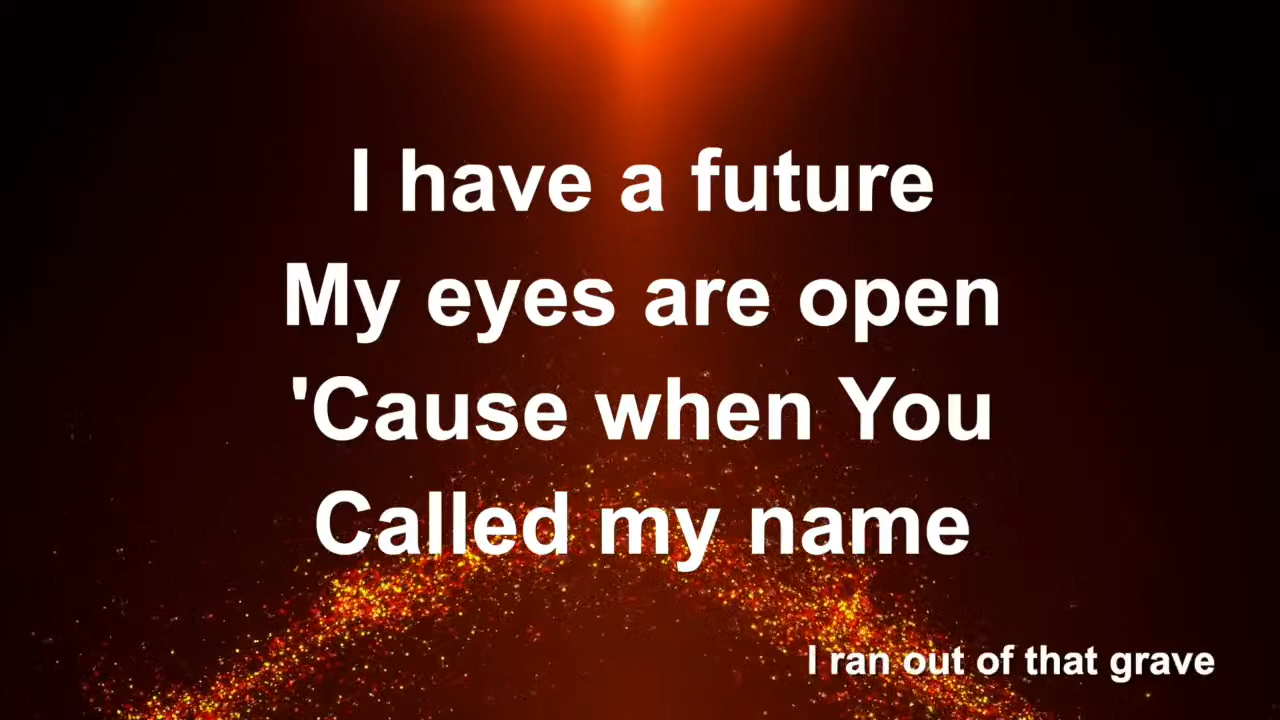 I have a future
My eyes are open
'Cause when You
Called my name
I ran out of that grave